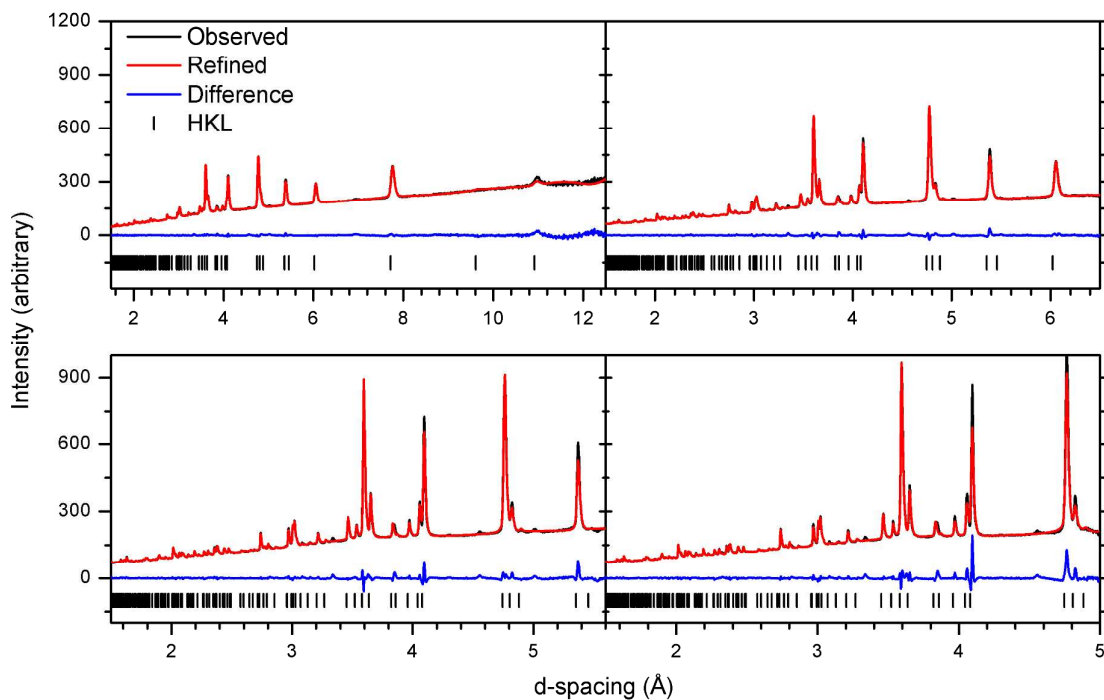 1200
900
600
300
0
Observed
Refined
Difference
HKL
2 4 6 8 10 12
2 3 4 5 6
Intensity (arbitrary)
900
600
300
0
2 3 4 5
2 3 4 5
d-spacing (Å)